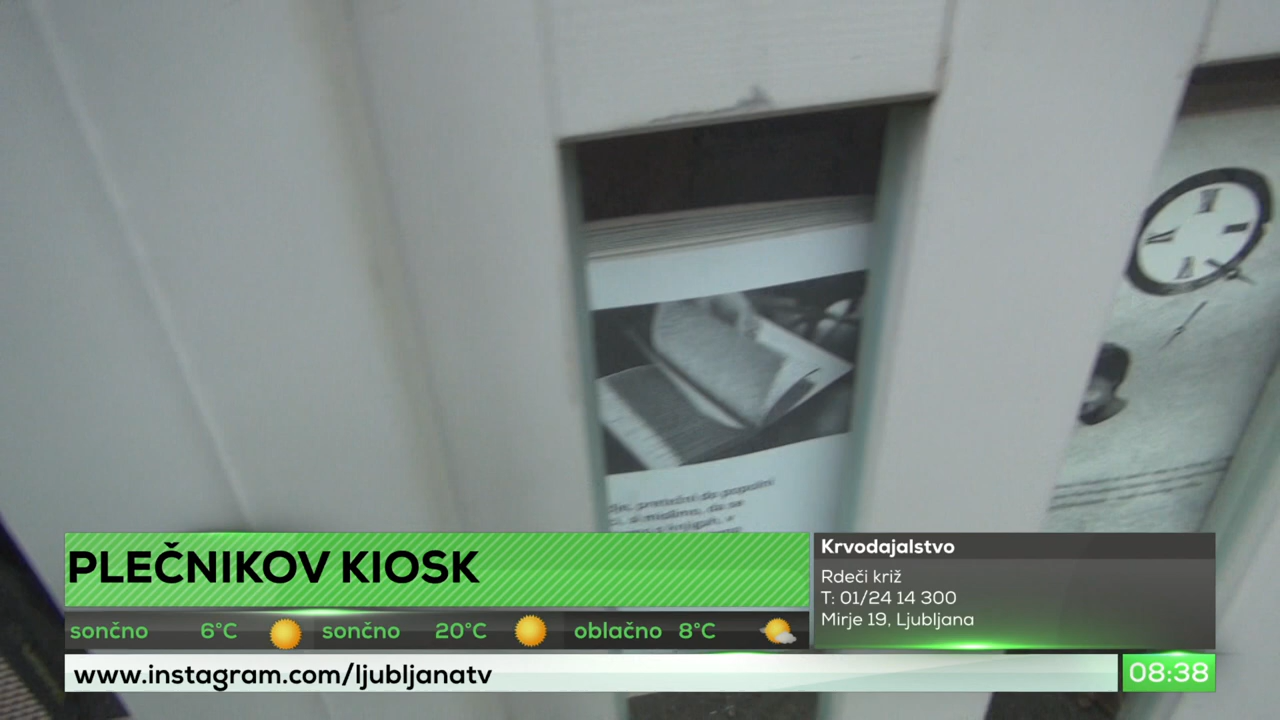 PLEČNIKOV KIOSK
sončno 6°C sončno 20°C oblačno 8°C
Krvodajalstvo
Rdeči križ
T: 01/24 14 300
Mirje 19, Ljubljana
www.instagram.com/ljubljanatv
08:38